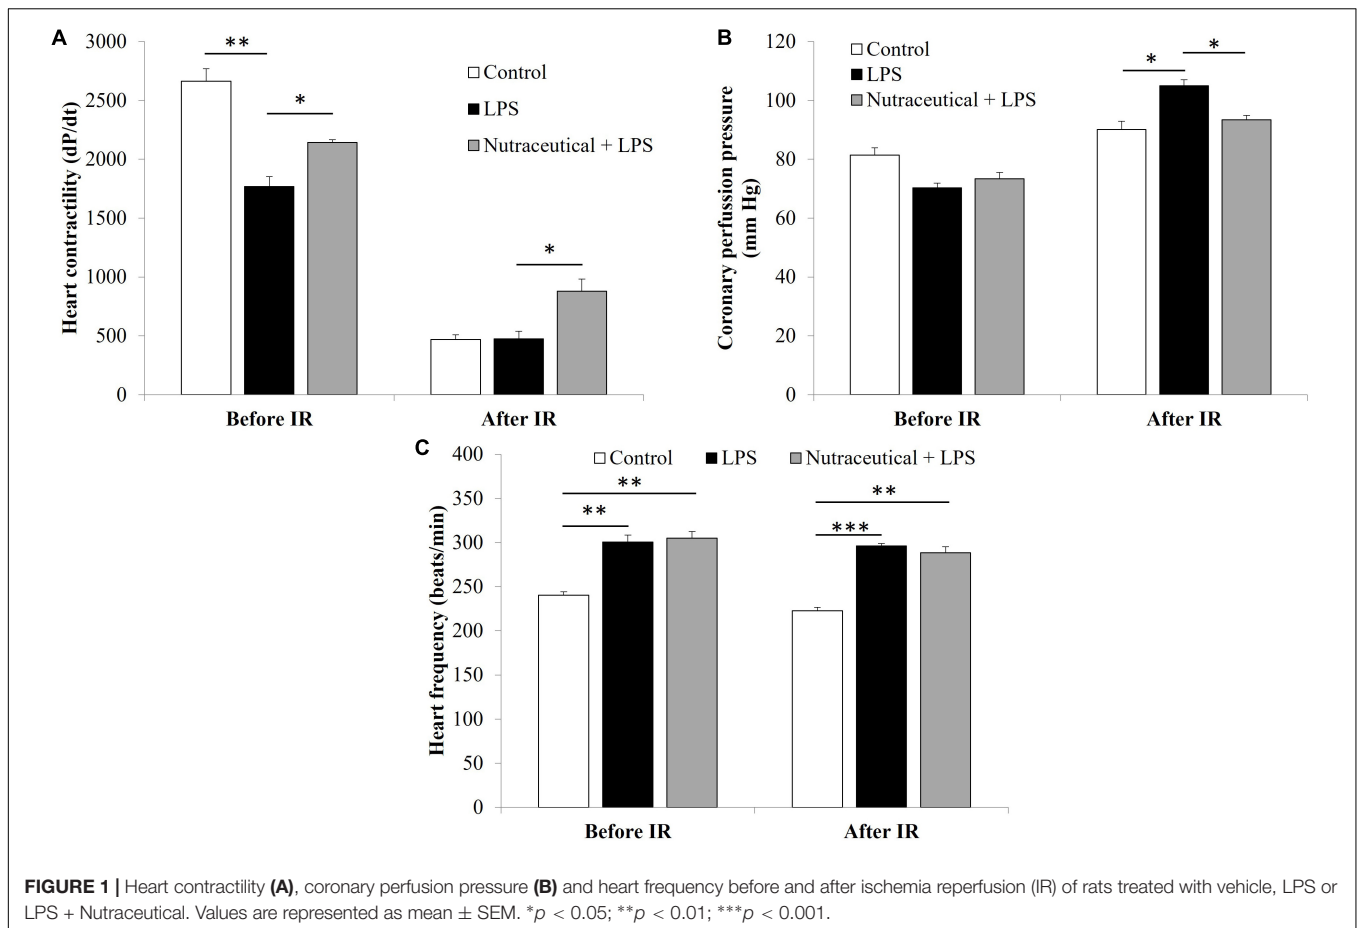 A
3000
2500
2000
1500
1000
500
0
Heart contractility (dP/dt)
**
*
*
Control
LPS
Nutraceutical + LPS
Before IR
After IR
B
120
100
80
60
40
20
0
Coronary perfussion pressure
(mm Hg)
Control
LPS
Nutraceutical + LPS
*
*
Before IR
After IR
C
400
350
300
250
200
150
100
50
0
Heart frequency (beats/min)
Control
LPS
Nutraceutical + LPS
**
**
**
***
Before IR
After IR
FIGURE 1 | Heart contractility (A), coronary perfusion pressure (B) and heart frequency before and after ischemia reperfusion (IR) of rats treated with vehicle, LPS or
LPS + Nutraceutical. Values are represented as mean ± SEM. *p < 0.05; **p < 0.01; ***p < 0.001.